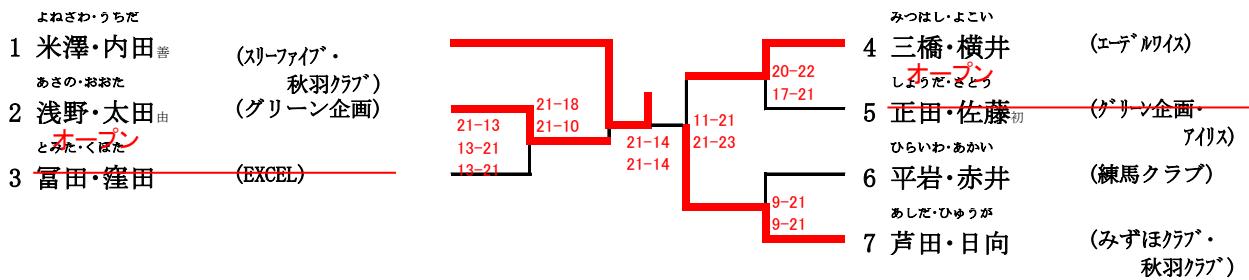 よねざわ・うちだ
1 米澤・内田善 (ｽﾘｰﾌｧｲﾌﾞ・
秋羽ｸﾗﾌﾞ)
あさの・おおた
2 浅野・太田由 (グリーン企画)
オープン
とみた・くぼた
3 冨田・窪田 (EXCEL)
21-13
13-21
13-21
21-18
21-10
21-14
21-14
11-21
21-23
20-22
17-21
9-21
9-21
みつはし・よこい
4 三橋・横井 (ｴｰﾃﾞﾙﾜｲｽ)
オープン
しょうだ・さとう
5 正田・佐藤初 (ｸﾞﾘｰﾝ企画・
ｱｲﾘｽ)
ひらいわ・あかい
6 平岩・赤井 (練馬クラブ)
あしだ・ひゅうが
7 芦田・日向 (みずほｸﾗﾌﾞ・
秋羽ｸﾗﾌﾞ)